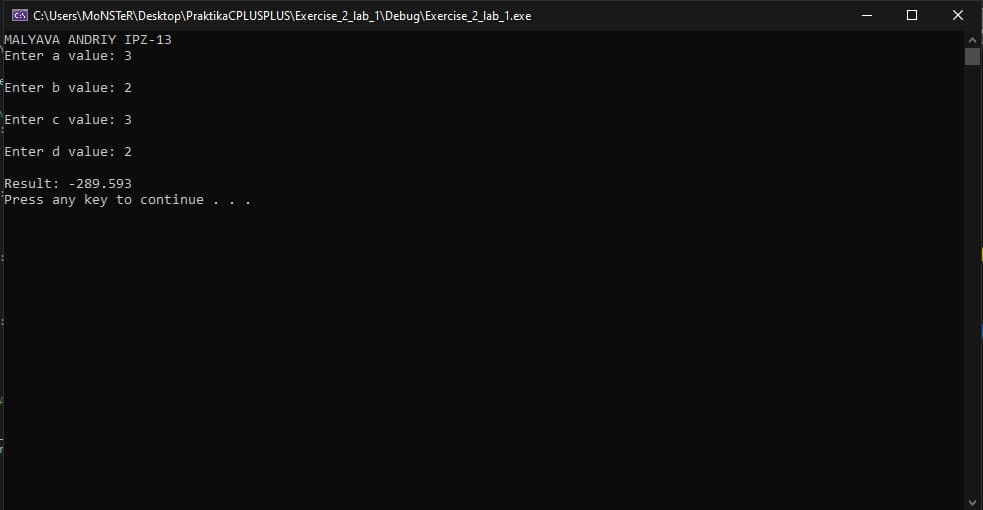 C:\Users\MoNSTeR\Desktop\PraktikaCPLUSPLUS\Exercise_2_lab_1\Debug\Exercise_2_lab_1.exe
MALYAVA ANDRIY IPZ-13
Enter a value: 3
Enter b value: 2
Enter c value: 3
Enter d value: 2
Result: -289.593
Press any key to continue . . .